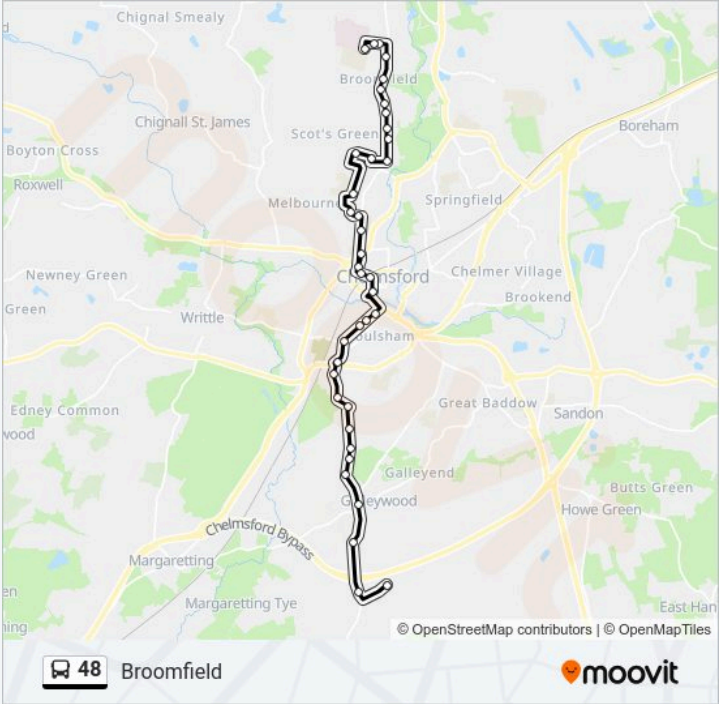 Chignal Smealy
Broomfield
Chignall St. James
Scot's Green
Boreham
Boyton Cross
Roxwell
Melbourne
Springfield
Newney Green
Chelmsford
Chelmer Village
Brookend
Green
Writtle
Moulsham
Edney Common
Great Baddow
Sandon
wood
Galleyend
Butts Green
Galleywood
Howe Green
Chelmsford Bypass
Margaretting
en
Margaretting Tye
East Han
ning
© OpenStreetMap contributors | © OpenMapTiles
48 Broomfield
moovit